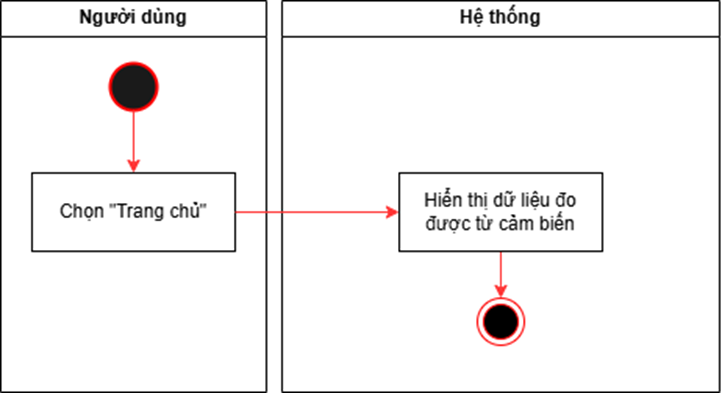 Người dùng
Hệ thống
Chọn "Trang chủ"
Hiển thị dữ liệu đo
được từ cảm biến